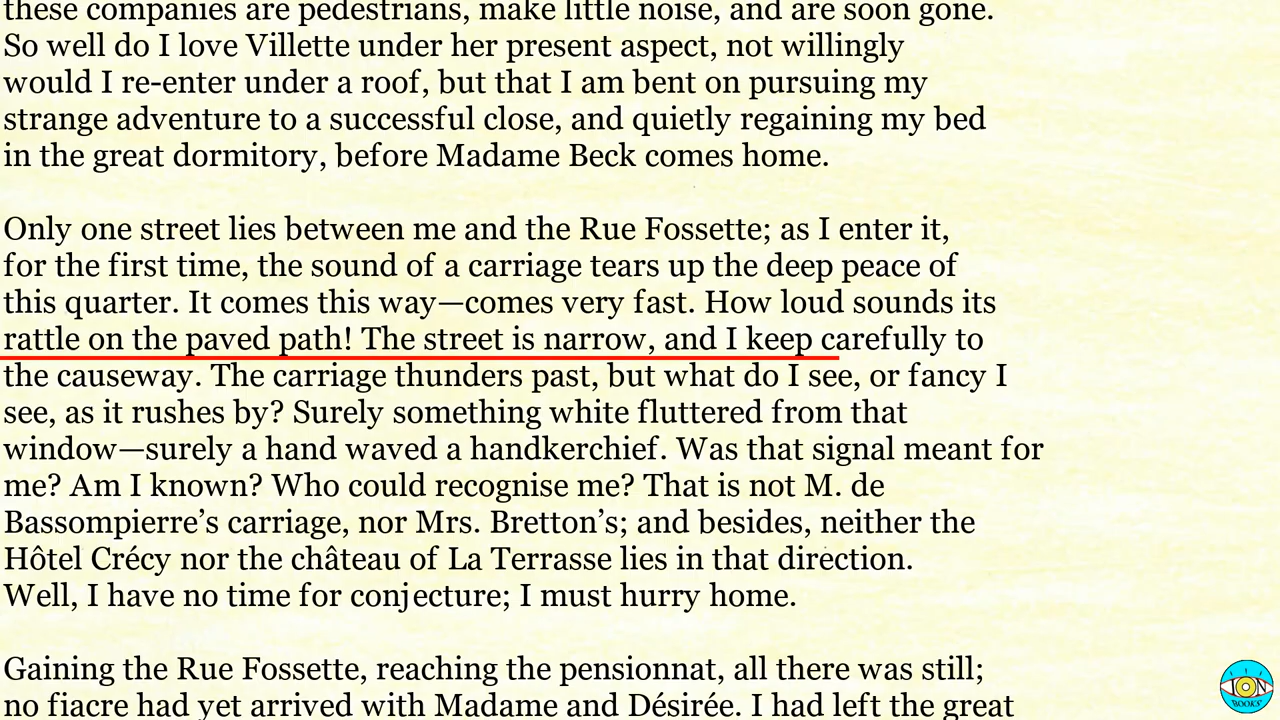 these companies are pedestrians, make little noise, and are soon gone.
So well do I love Villette under her present aspect, not willingly
would I re-enter under a roof, but that I am bent on pursuing my
strange adventure to a successful close, and quietly regaining my bed
in the great dormitory, before Madame Beck comes home.
Only one street lies between me and the Rue Fossette; as I enter it,
for the first time, the sound of a carriage tears up the deep peace of
this quarter. It comes this way—comes very fast. How loud sounds its
rattle on the paved path! The street is narrow, and I keep carefully to
the causeway. The carriage thunders past, but what do I see, or fancy I
see, as it rushes by? Surely something white fluttered from that
window—surely a hand waved a handkerchief. Was that signal meant for
me? Am I known? Who could recognise me? That is not M. de
Bassompierre’s carriage, nor Mrs. Bretton’s; and besides, neither the
Hôtel Crécy nor the château of La Terrasse lies in that direction.
Well, I have no time for conjecture; I must hurry home.
Gaining the Rue Fossette, reaching the pensionnat, all there was still;
no fiacre had yet arrived with Madame and Désirée. I had left the great
ION
BOOKS